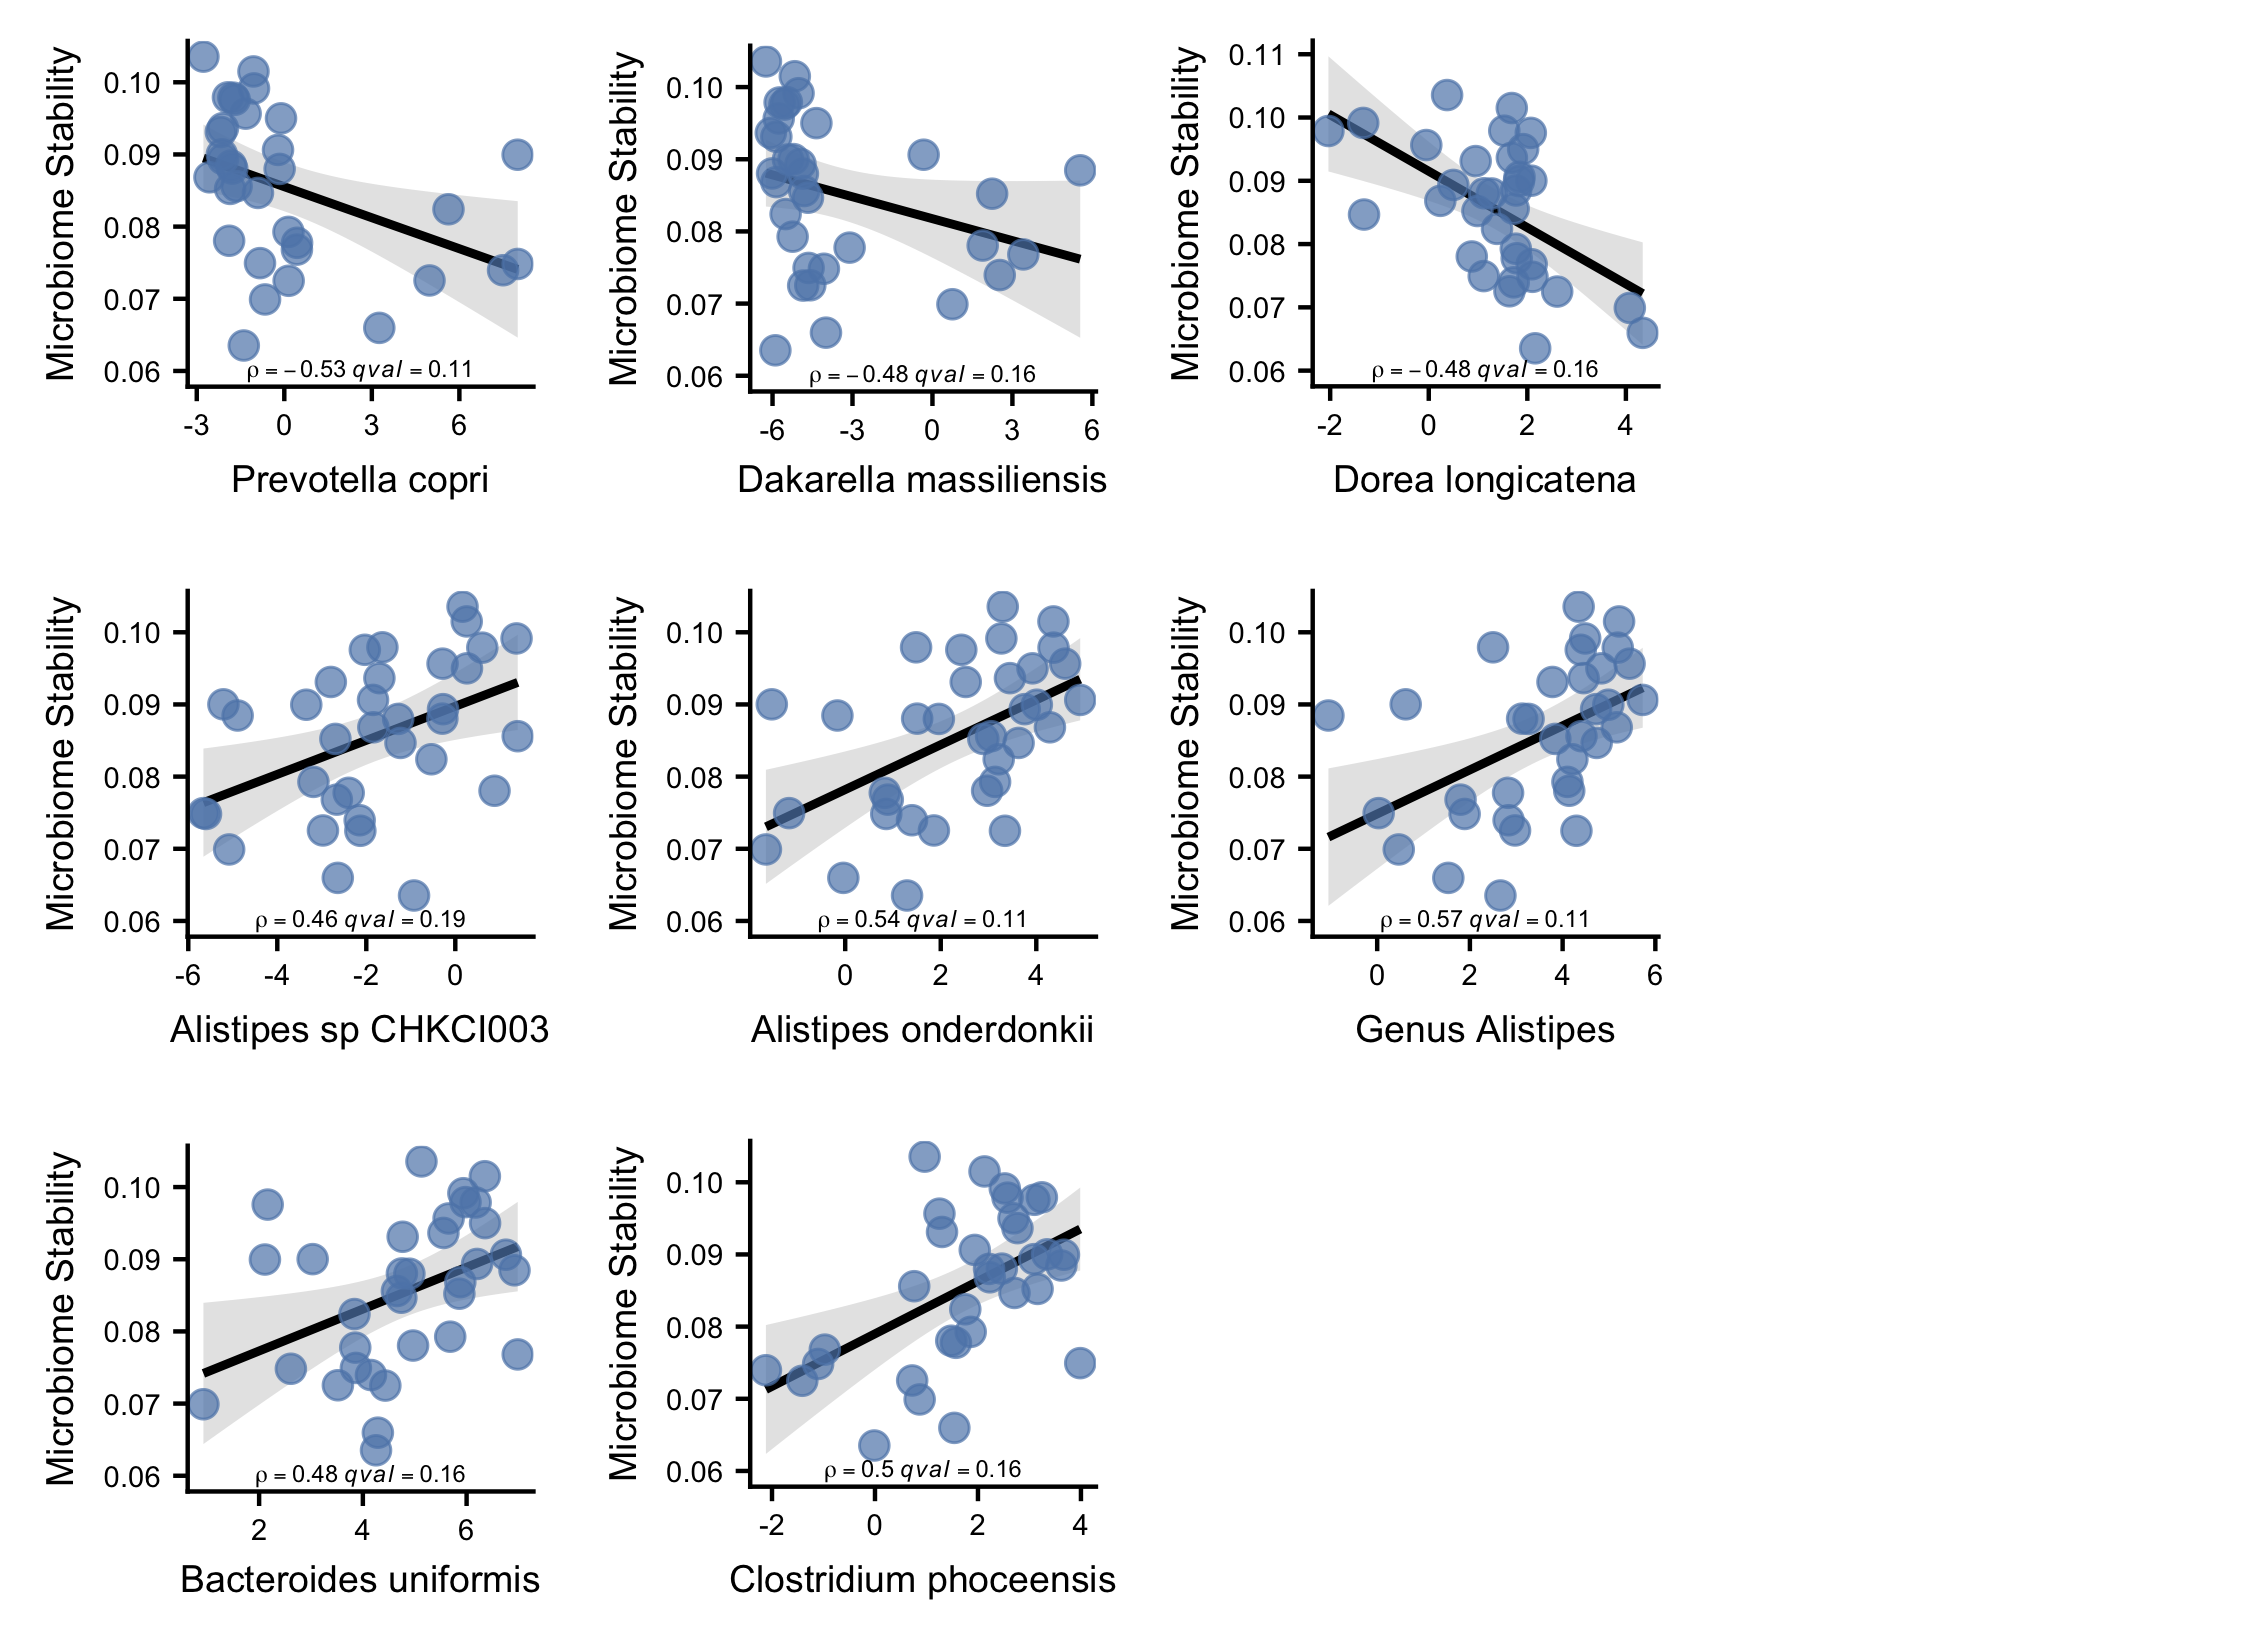 Microbiome Stability
0.10
0.09
0.08
0.07
0.06
ρ = −0.53 qval = 0.11
-3 0 3 6
Prevotella copri
Microbiome Stability
0.10
0.09
0.08
0.07
0.06
ρ = −0.48 qval = 0.16
-6 -3 0 3 6
Dakarella massiliensis
Microbiome Stability
0.11
0.10
0.09
0.08
0.07
0.06
ρ = −0.48 qval = 0.16
-2 0 2 4
Dorea longicatena
Microbiome Stability
0.10
0.09
0.08
0.07
0.06
ρ = 0.46 qval = 0.19
-6 -4 -2 0
Alistipes sp CHKCI003
Microbiome Stability
0.10
0.09
0.08
0.07
0.06
ρ = 0.54 qval = 0.11
0 2 4
Alistipes onderdonkii
Microbiome Stability
0.10
0.09
0.08
0.07
0.06
ρ = 0.57 qval = 0.11
0 2 4 6
Genus Alistipes
Microbiome Stability
0.10
0.09
0.08
0.07
0.06
ρ = 0.48 qval = 0.16
2 4 6
Bacteroides uniformis
Microbiome Stability
0.10
0.09
0.08
0.07
0.06
ρ = 0.5 qval = 0.16
-2 0 2 4
Clostridium phoceensis